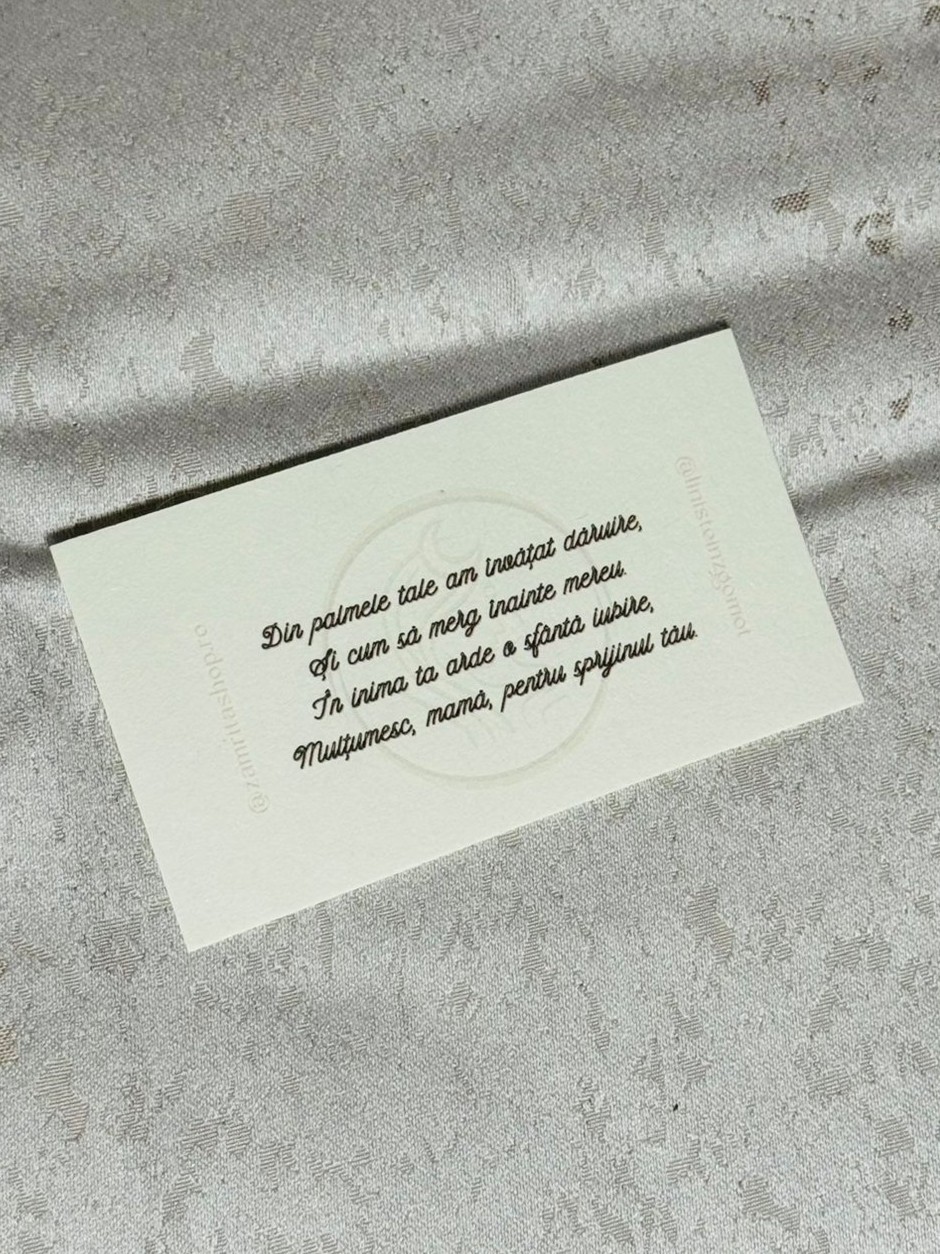 Din palmele tale am învățat dăruire,
Și cum să merg înainte mereu.
În inima ta arde o sfântă iubire,
Mulțumesc, mamă, pentru sprijinul tău.
@linisteinzgomot
@zamfiritashop.ro